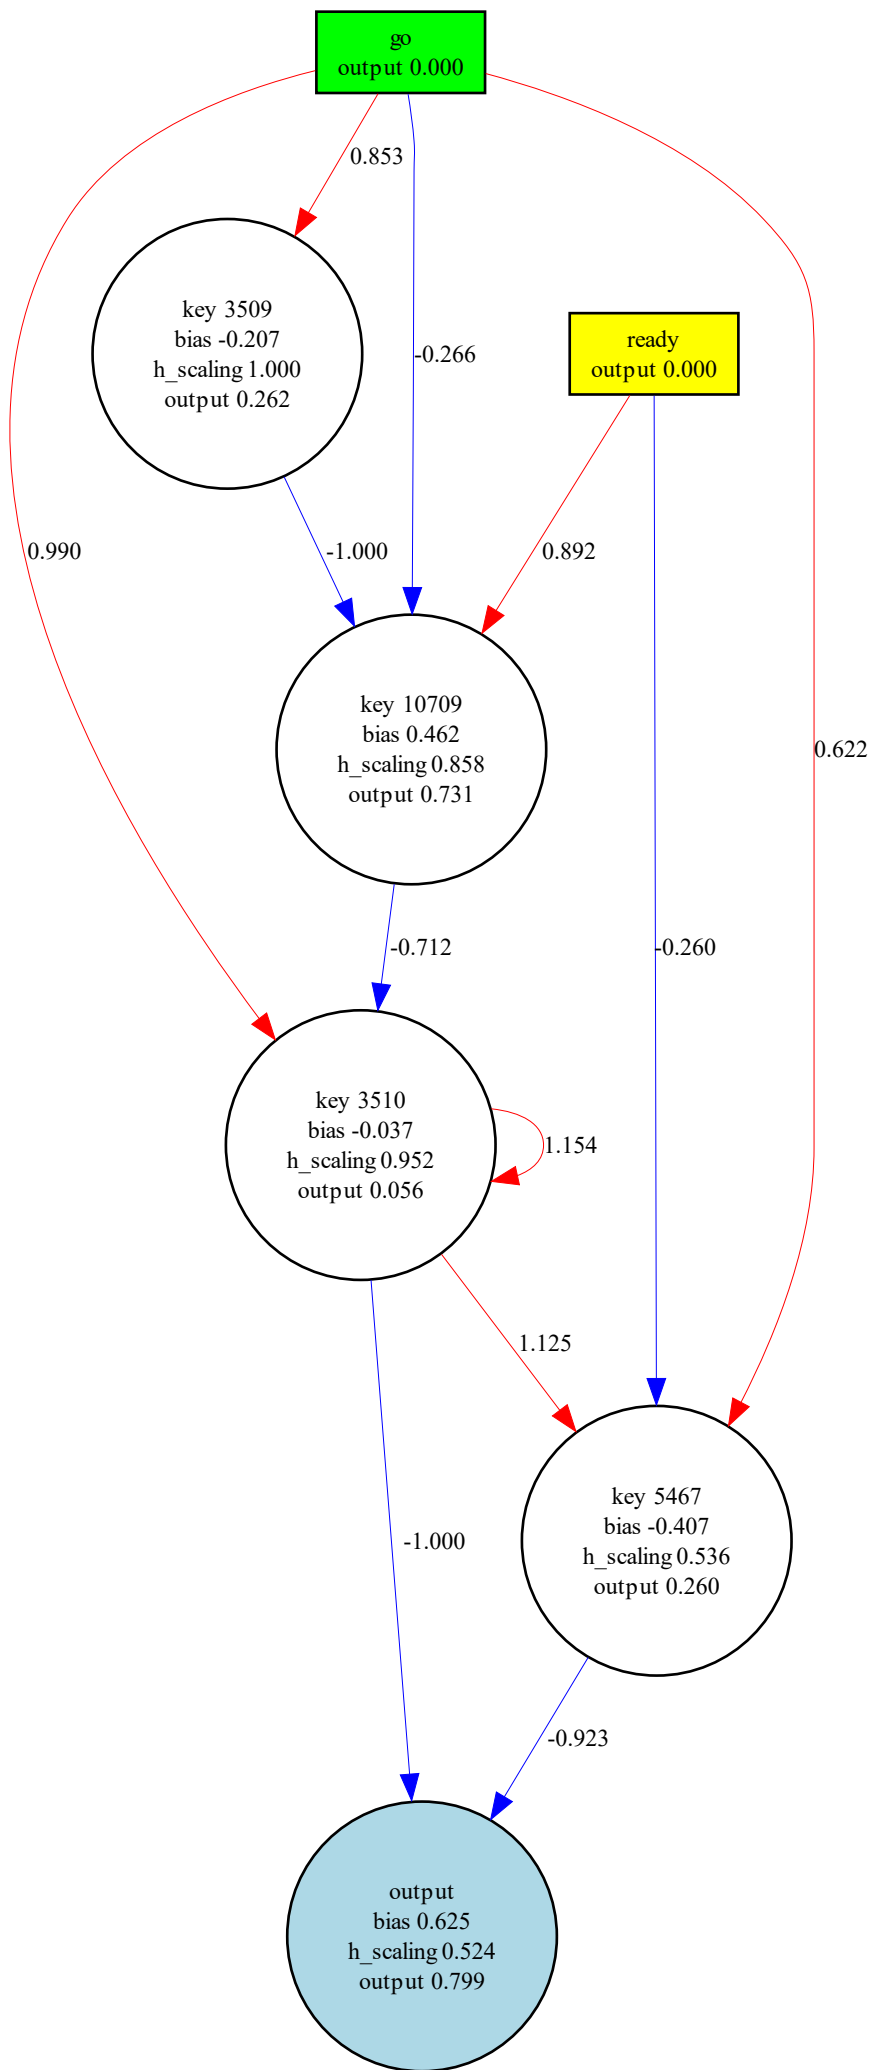 go
output 0.000
0.853
key 3509
bias -0.207
h_scaling 1.000
output 0.262
-0.266
ready
output 0.000
0.990
-1.000
0.892
key 10709
bias 0.462
h_scaling 0.858
output 0.731
0.622
-0.712
-0.260
key 3510
bias -0.037
h_scaling 0.952
output 0.056
1.154
1.125
key 5467
bias -0.407
h_scaling 0.536
output 0.260
-1.000
-0.923
output
bias 0.625
h_scaling 0.524
output 0.799